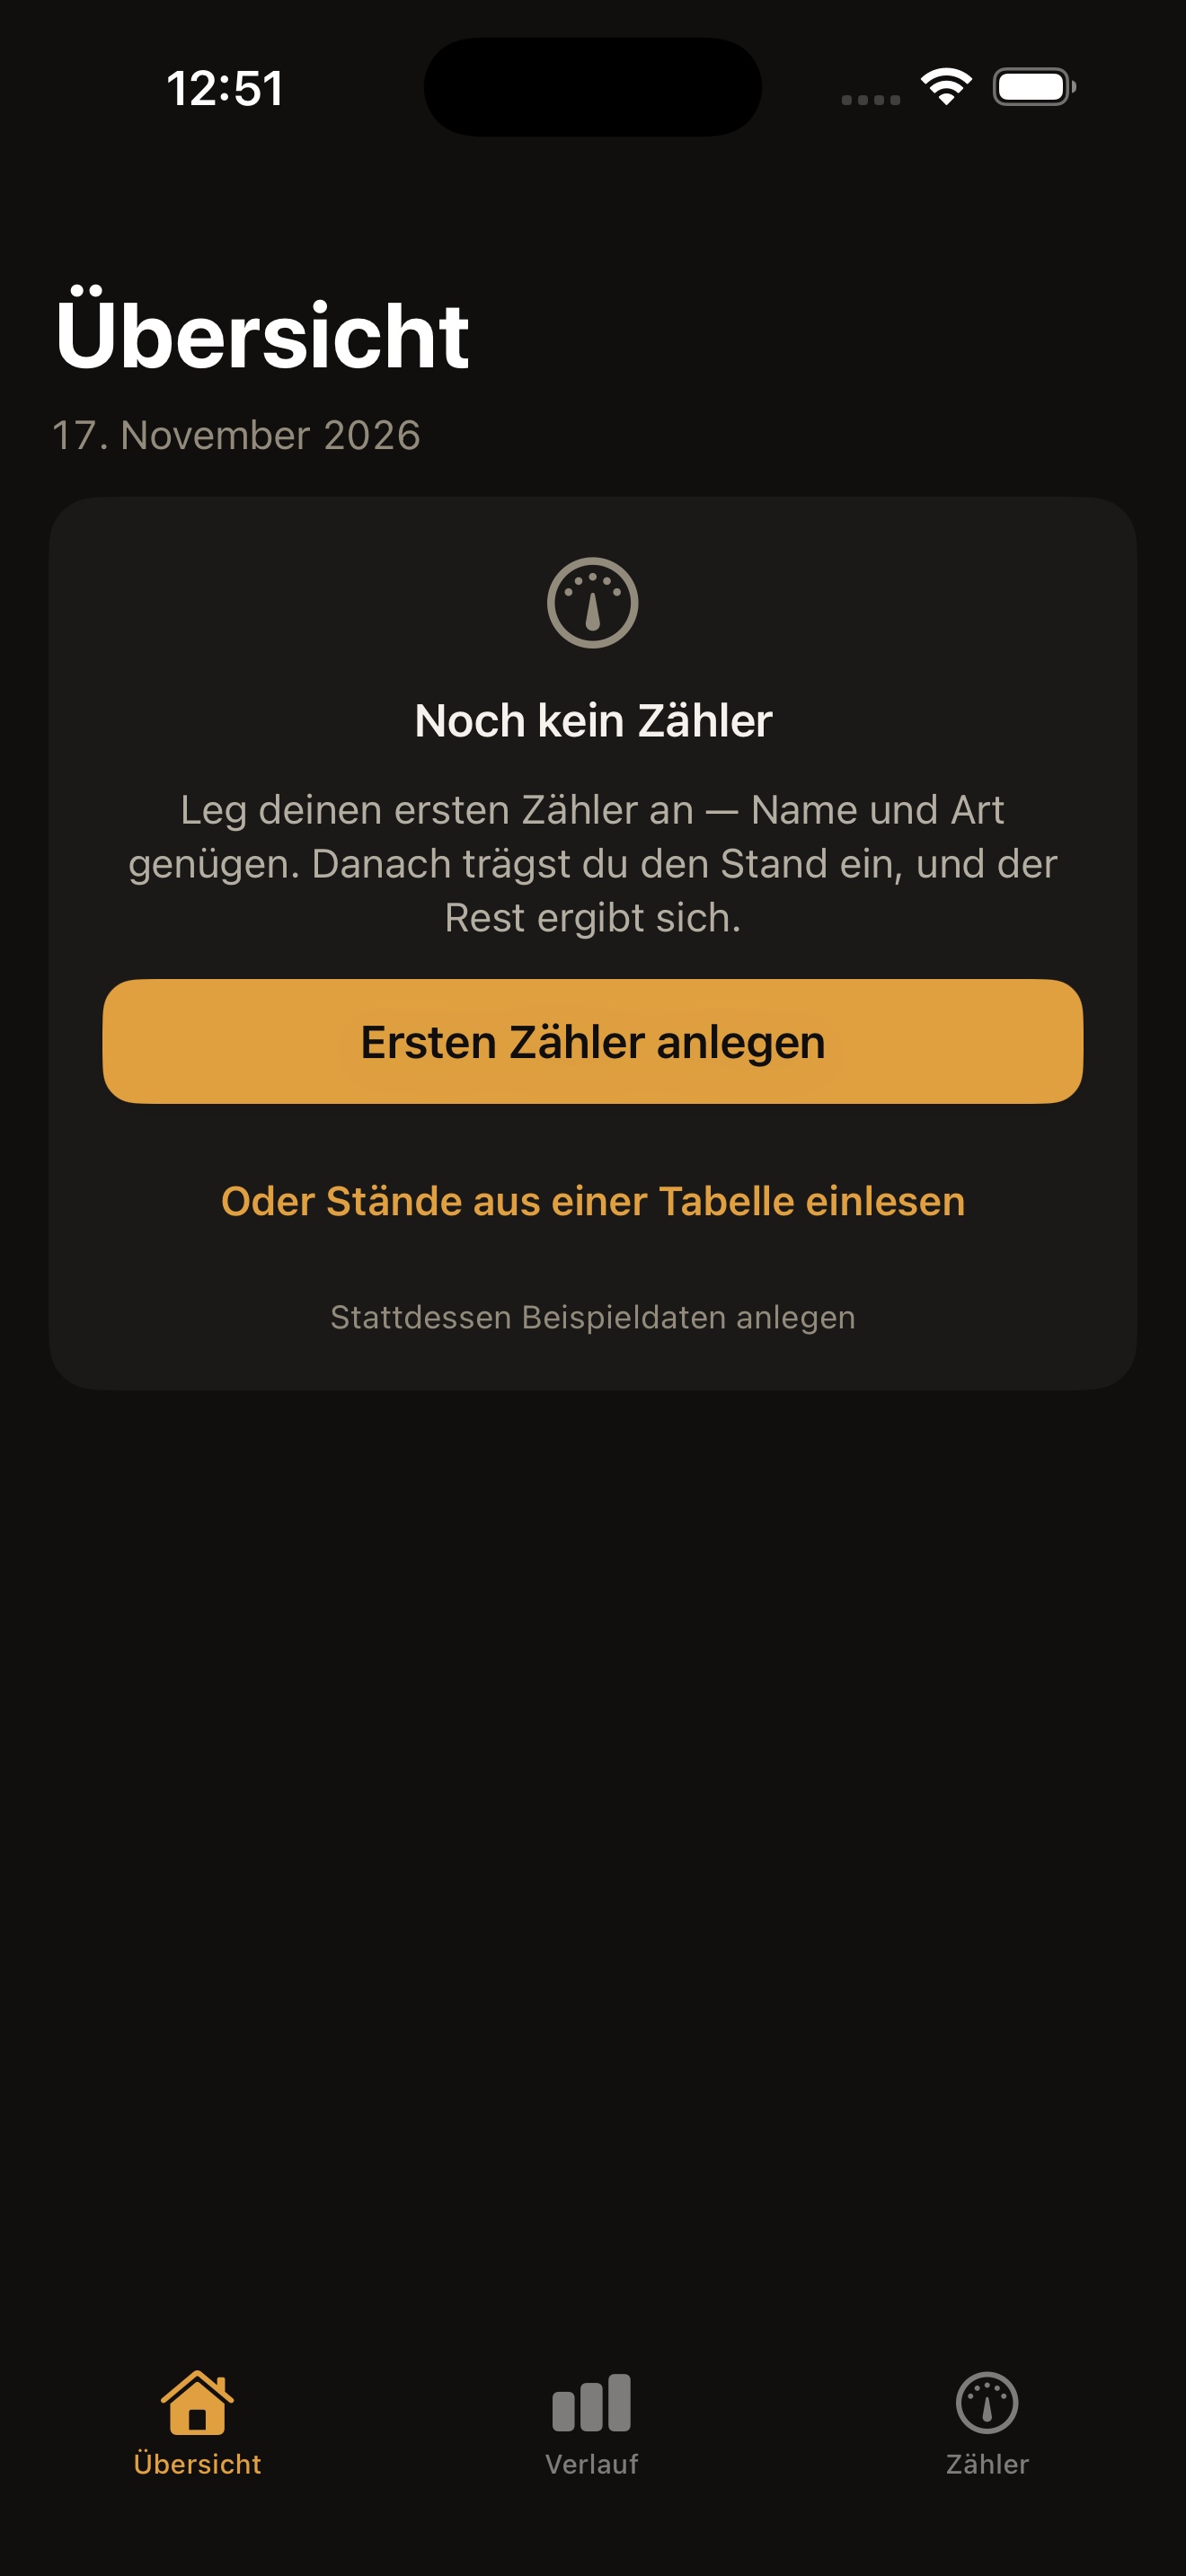 12:51
Übersicht
17. November 2026
Noch kein Zähler
Leg deinen ersten Zähler an — Name und Art
genügen. Danach trägst du den Stand ein, und der
Rest ergibt sich.
Ersten Zähler anlegen
Oder Stände aus einer Tabelle einlesen
Stattdessen Beispieldaten anlegen
Übersicht
Verlauf
Zähler